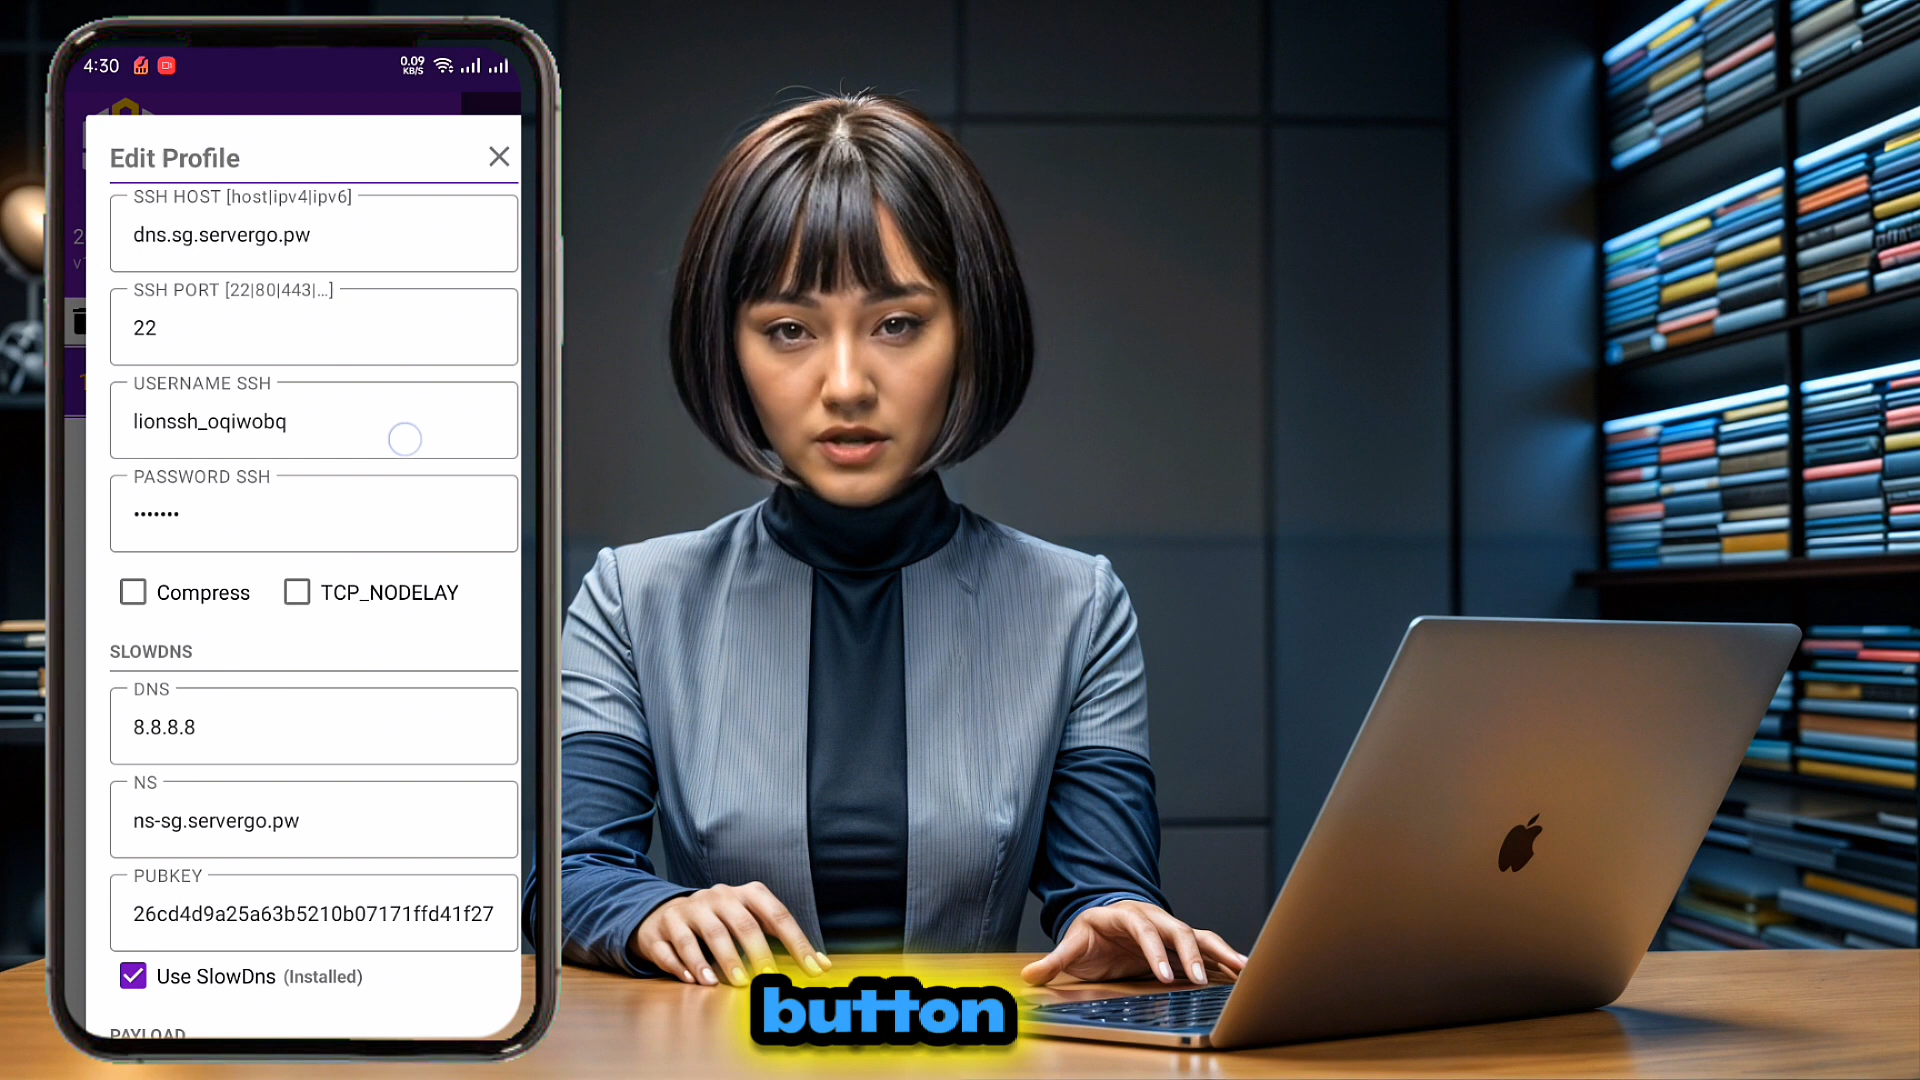 4:30
0.09
KB/S
Edit Profile
SSH HOST [host|ipv4|ipv6]
dns.sg.servergo.pw
SSH PORT [22|80|443|...]
22
USERNAME SSH
lionssh_oqiwobq
PASSWORD SSH
•••••••
Compress
TCP_NODELAY
SLOWDNS
DNS
8.8.8.8
NS
ns-sg.servergo.pw
PUBKEY
26cd4d9a25a63b5210b07171ffd41f27
Use SlowDns (Installed)
PAYLOAD
button